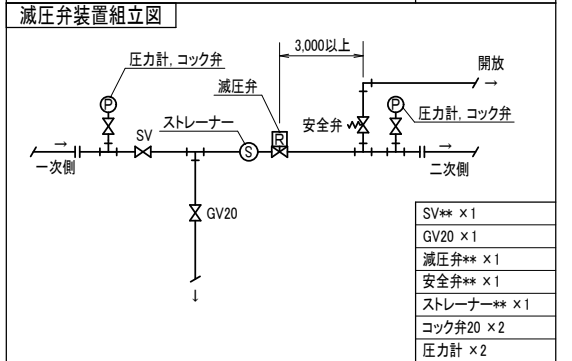 減圧弁装置組立図
3,000以上
開放
圧力計, コック弁
→
減圧弁
P
P
圧力計, コック弁
ストレーナー
安全弁
SV
R
→
S
→
一次側
二次側
GV20
↓
SV** ×1
GV20 ×1
減圧弁** ×1
安全弁** ×1
ストレーナー** ×1
コック弁20 ×2
圧力計 ×2